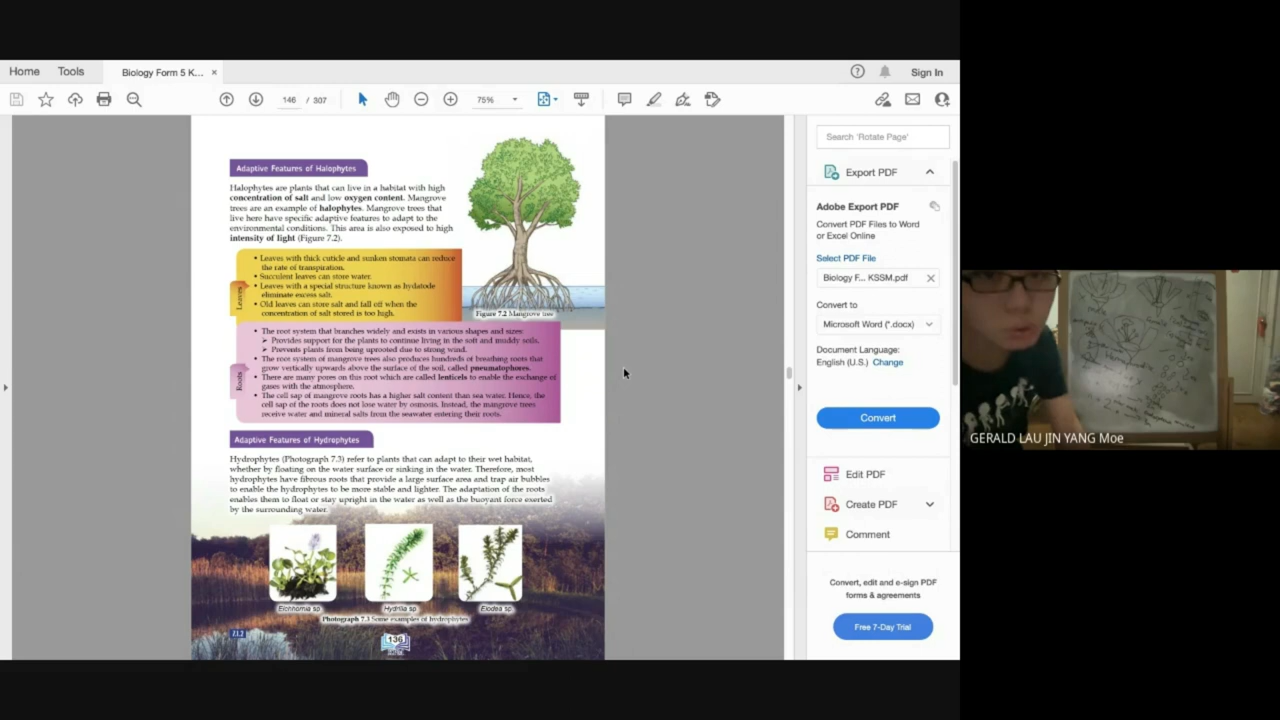 Home
Tools
Biology Form 5 K...
Sign In
146 / 307
75%
Search 'Rotate Page'
Export PDF
Adobe Export PDF
Convert PDF Files to Word
or Excel Online
Select PDF File
Biology F... KSSM.pdf
Convert to
Microsoft Word (*.docx)
Document Language:
English (U.S.) Change
Convert
Edit PDF
Create PDF
Comment
Convert, edit and e-sign PDF
forms & agreements
Free 7-Day Trial
Adaptive Features of Halophytes
Halophytes are plants that can live in a habitat with high
concentration of salt and low oxygen content. Mangrove
trees are an example of halophytes. Mangrove trees that
live here have specific adaptive features to adapt to the
environmental conditions. This area is also exposed to high
intensity of light (Figure 7.2).
Leaves
• Leaves with thick cuticle and sunken stomata can reduce
the rate of transpiration.
• Succulent leaves can store water.
• Leaves with a special structure known as hydatode
eliminate excess salt.
• Old leaves can store salt and fall off when the
concentration of salt stored is too high.
Figure 7.2 Mangrove tree
Roots
• The root system that branches widely and exists in various shapes and sizes:
➢ Provides support for the plants to continue living in the soft and muddy soils.
➢ Prevents plants from being uprooted due to strong wind.
• The root system of mangrove trees also produces hundreds of breathing roots that
grow vertically upwards above the surface of the soil, called pneumatophores.
• There are many pores on this root which are called lenticels to enable the exchange of
gases with the atmosphere.
• The cell sap of mangrove roots has a higher salt content than sea water. Hence, the
cell sap of the roots does not lose water by osmosis. Instead, the mangrove trees
receive water and mineral salts from the seawater entering their roots.
Adaptive Features of Hydrophytes
Hydrophytes (Photograph 7.3) refer to plants that can adapt to their wet habitat,
whether by floating on the water surface or sinking in the water. Therefore, most
hydrophytes have fibrous roots that provide a large surface area and trap air bubbles
to enable the hydrophytes to be more stable and lighter. The adaptation of the roots
enables them to float or stay upright in the water as well as the buoyant force exerted
by the surrounding water.
Eichhornia sp.
Hydrilla sp.
Elodea sp.
Photograph 7.3 Some examples of hydrophytes
7.1.2
136
GERALD LAU JIN YANG Moe